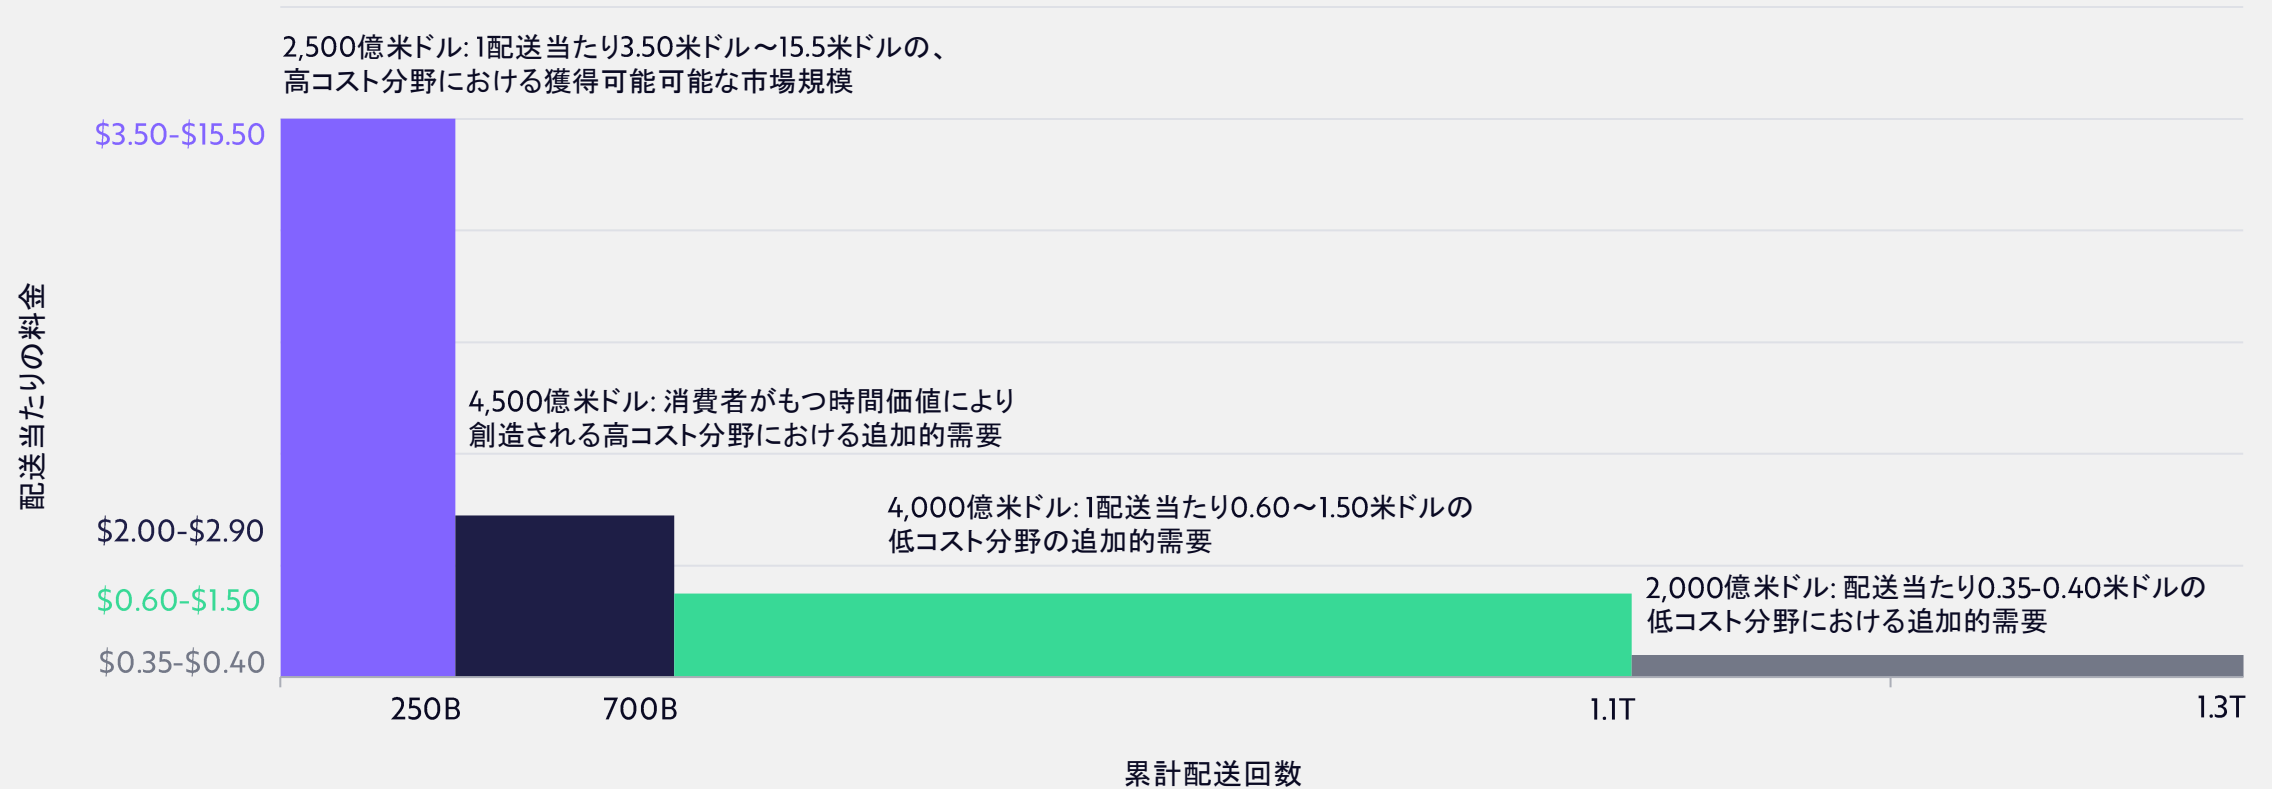 2,500億米ドル: 1配送当たり3.50米ドル～15.5米ドルの、
高コスト分野における獲得可能可能な市場規模
$3.50-$15.50
配送当たりの料金
4,500億米ドル: 消費者がもつ時間価値により
創造される高コスト分野における追加的需要
$2.00-$2.90
4,000億米ドル: 1配送当たり0.60～1.50米ドルの
低コスト分野の追加的需要
$0.60-$1.50
2,000億米ドル: 配送当たり0.35-0.40米ドルの
低コスト分野における追加的需要
$0.35-$0.40
250B
700B
1.1T
1.3T
累計配送回数